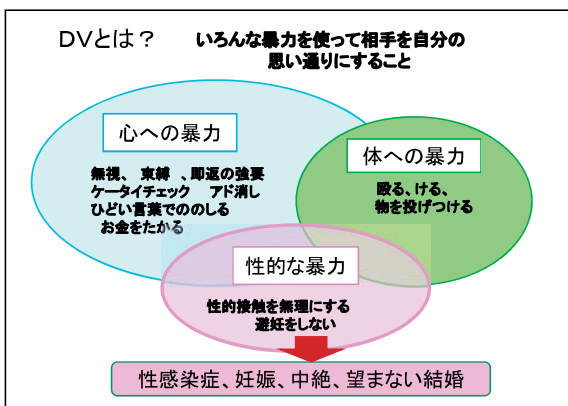 DVとは？
いろんな暴力を使って相手を自分の
思い通りにすること
心への暴力
無視、 束縛 、即返の強要
ケータイチェック アド消し
ひどい言葉でののしる
お金をたかる
体への暴力
殴る、ける、
物を投げつける
性的な暴力
性的接触を無理にする
避妊をしない
性感染症、妊娠、中絶、望まない結婚